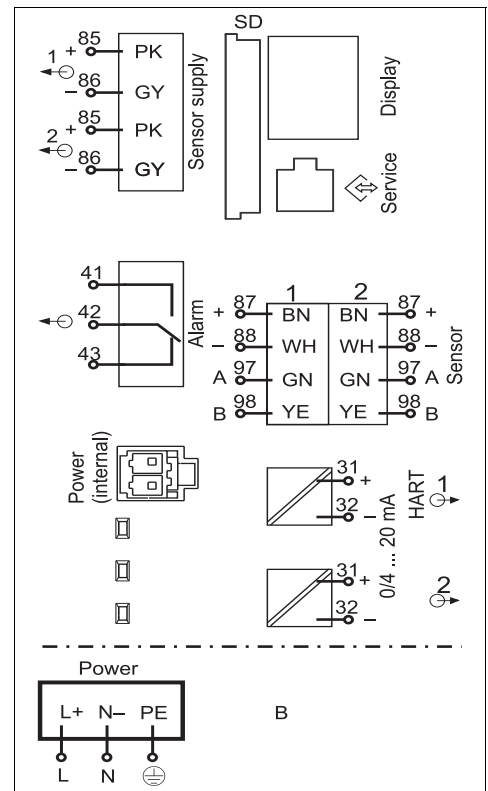 SD
85
1 + PK
86
– GY
85
2 + PK
86
– GY
Sensor supply
Display
Service
41
42
43
Alarm
1 2
+ 87 BN BN 87 +
– 88 WH WH 88 –
A 97 GN GN 97 A
B 98 YE YE 98 B
Sensor
Power
(internal)
31 +
32 –
31 +
32 –
0/4 ... 20 mA
HART
1
2
Power
L+ N– PE
L N
B